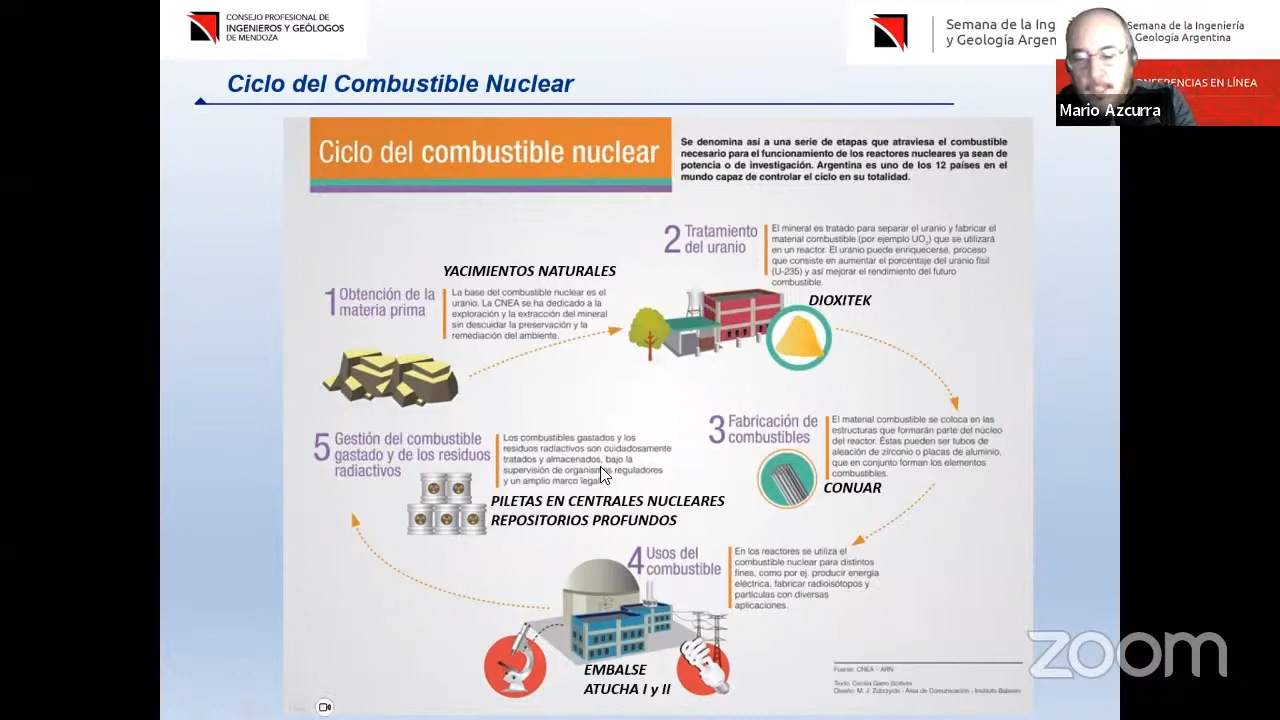 CONSEJO PROFESIONAL DE
INGENIEROS Y GEÓLOGOS
DE MENDOZA
Semana de la Ing
y Geología Argen
Semana de la Ingeniería
Geología Argentina
CONFERENCIAS EN LÍNEA
Mario Azcurra
Ciclo del Combustible Nuclear
Ciclo del combustible nuclear
Se denomina así a una serie de etapas que atraviesa el combustible
necesario para el funcionamiento de los reactores nucleares ya sean de
potencia o de investigación. Argentina es uno de los 12 países en el
mundo capaz de controlar el ciclo en su totalidad.
YACIMIENTOS NATURALES
1 Obtención de la
materia prima
La base del combustible nuclear es el
uranio. La CNEA se ha dedicado a la
exploración y la extracción del mineral
sin descuidar la preservación y la
remediación del ambiente.
2 Tratamiento
del uranio
El mineral es tratado para separar el uranio y fabricar el
material combustible (por ejemplo UO₂) que se utilizará
en un reactor. El uranio puede enriquecerse, proceso
que consiste en aumentar el porcentaje del uranio físil
(U-235) y así mejorar el rendimiento del futuro
combustible.
DIOXITEK
3 Fabricación de
combustibles
El material combustible se coloca en las
estructuras que formarán parte del núcleo
del reactor. Éstas pueden ser tubos de
aleación de zirconio o placas de aluminio,
que en conjunto forman los elementos
combustibles.
CONUAR
5 Gestión del combustible
gastado y de los residuos
radiactivos
Los combustibles gastados y los
residuos radiactivos son cuidadosamente
tratados y almacenados, bajo la
supervisión de organismos reguladores
y un amplio marco legal.
PILETAS EN CENTRALES NUCLEARES
REPOSITORIOS PROFUNDOS
4 Usos del
combustible
En los reactores se utiliza el
combustible nuclear para distintos
fines, como por ej. producir energía
eléctrica, fabricar radioisótopos y
partículas con diversas
aplicaciones.
EMBALSE
ATUCHA I y II
Fuente: CNEA - ARN
Diseño: M. J. Zubrzycki - Área de Comunicación - Instituto Balseiro
zoom